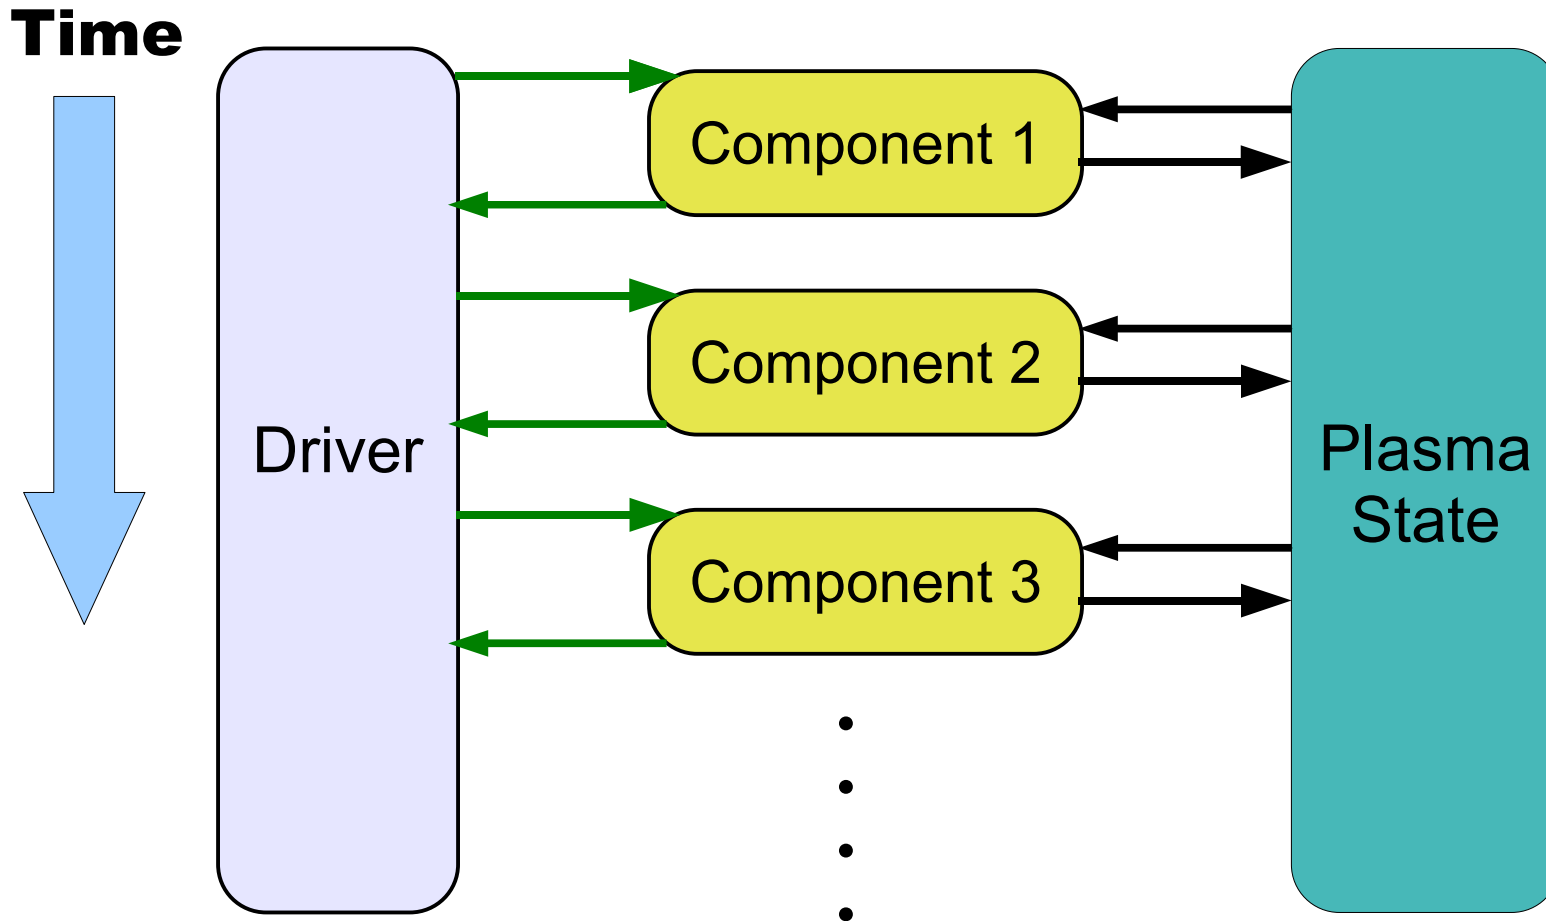 Time
Component 1
Component 2
Driver
Plasma
State
Component 3